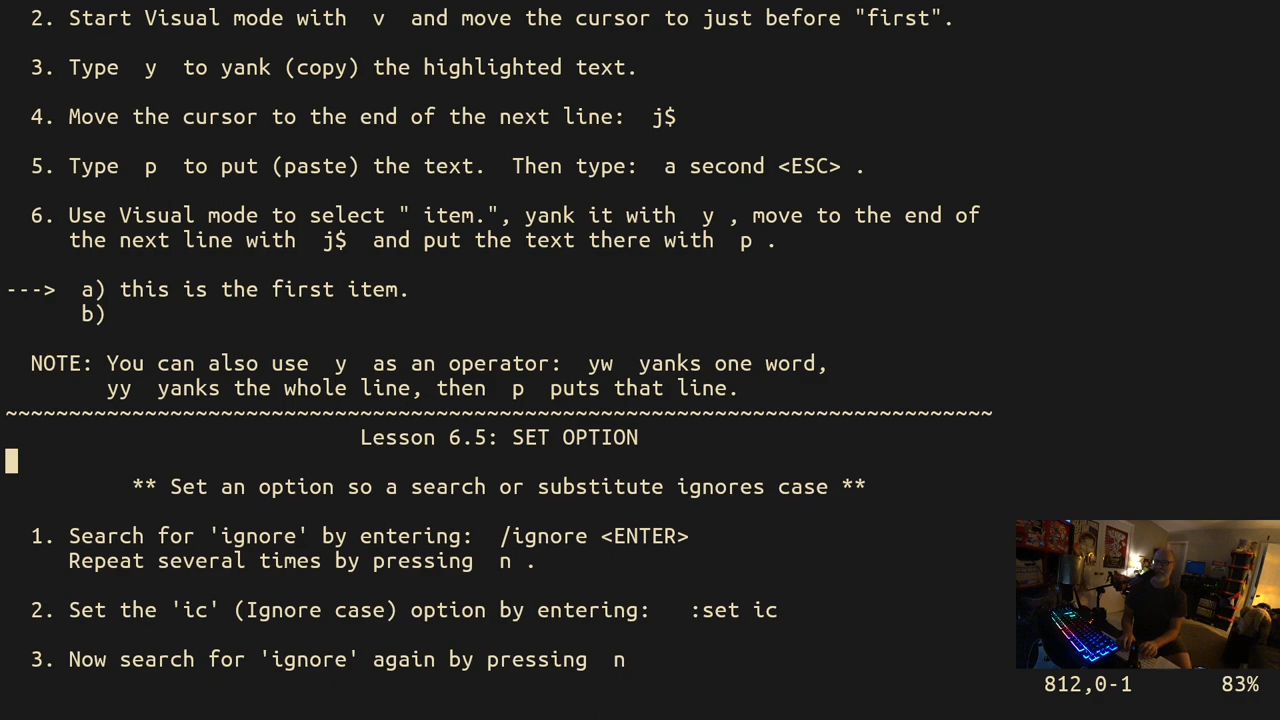 2. Start Visual mode with  v  and move the cursor to just before "first".
3. Type  y  to yank (copy) the highlighted text.
4. Move the cursor to the end of the next line:  j$
5. Type  p  to put (paste) the text.  Then type:  a second <ESC> .
6. Use Visual mode to select " item.", yank it with  y , move to the end of
the next line with  j$  and put the text there with  p .
--->  a) this is the first item.
b)
NOTE: You can also use  y  as an operator:  yw  yanks one word,
yy  yanks the whole line, then  p  puts that line.
~~~~~~~~~~~~~~~~~~~~~~~~~~~~~~~~~~~~~~~~~~~~~~~~~~~~~~~~~~~~~~~~~~~~~~~~~~~~~~
Lesson 6.5: SET OPTION
** Set an option so a search or substitute ignores case **
1. Search for 'ignore' by entering:  /ignore <ENTER>
Repeat several times by pressing  n .
2. Set the 'ic' (Ignore case) option by entering:   :set ic
3. Now search for 'ignore' again by pressing  n
812,0-1 83%